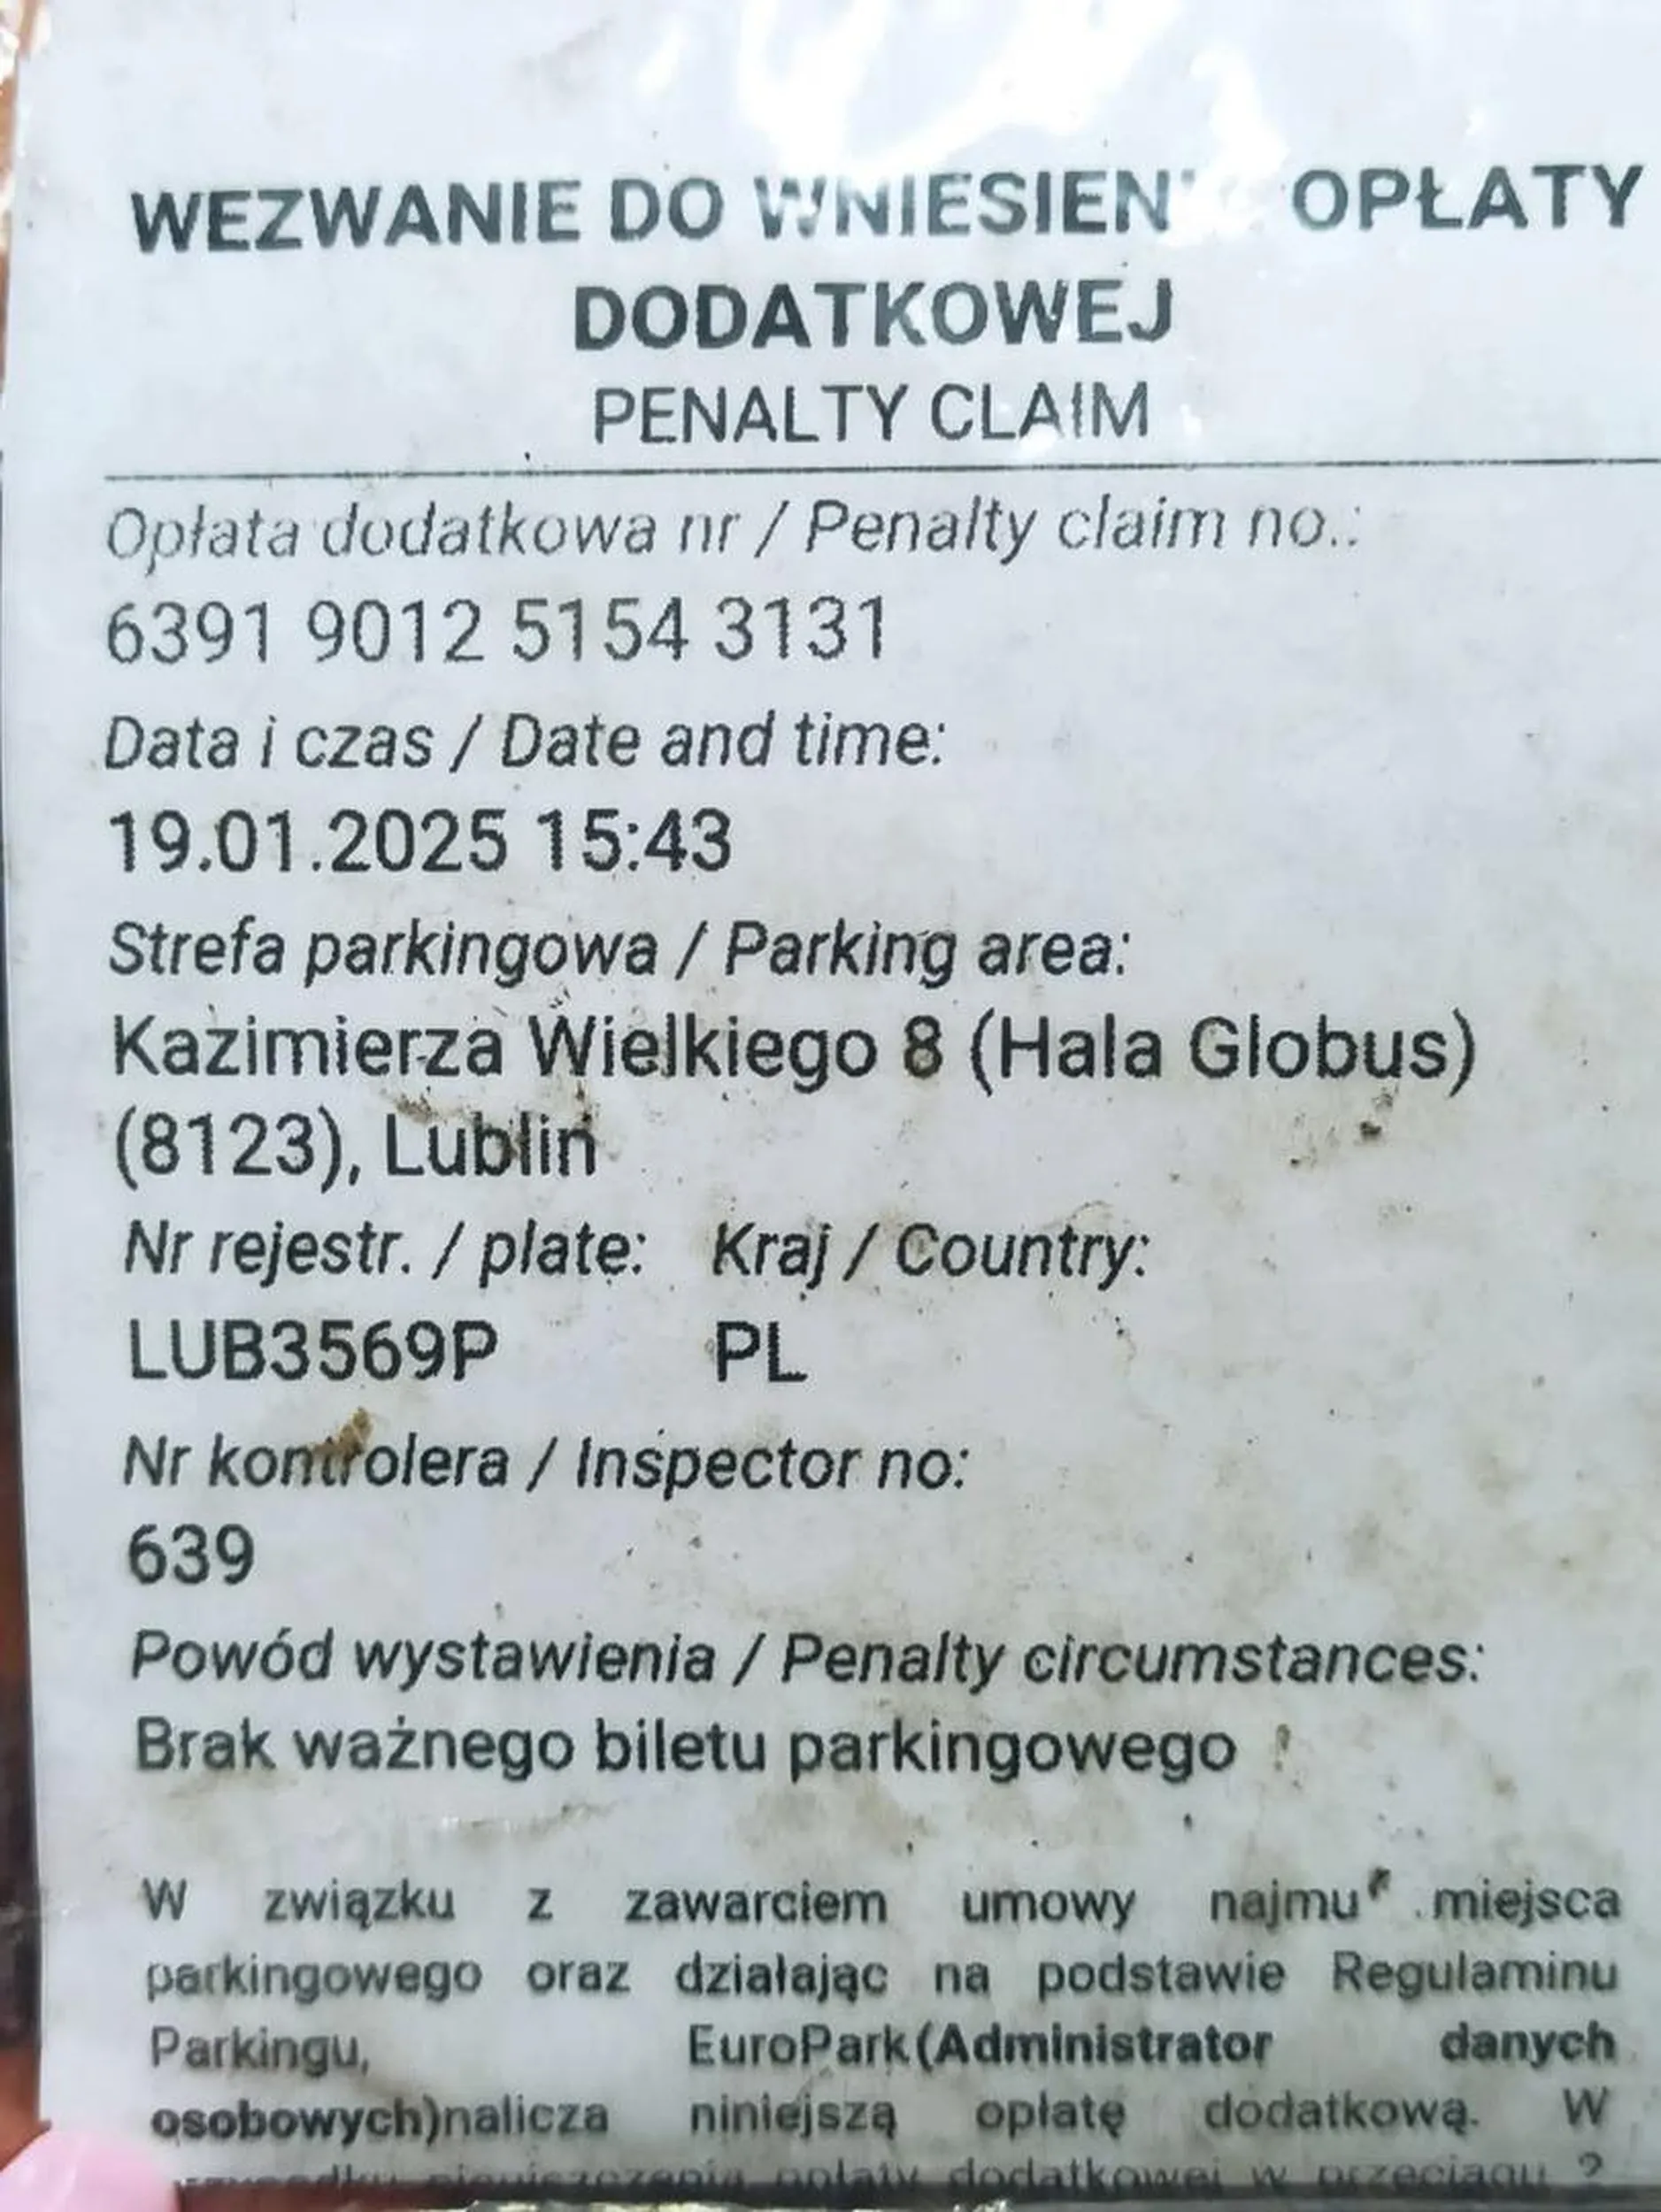 WEZWANIE DO OPŁATY
DODATKOWEJ
PENALTY CLAIM
Opłata dodatkowa nr / Penalty claim no.:
6391 9012 5154 3131
Data i czas / Date and time:
19.01.2025 15:43
Strefa parkingowa / Parking area:
Kazimierza Wielkiego 8 (Hala Globus)
(8123), Lublin
Nr rejestr. / plate: Kraj / Country:
LUB3569P PL
Nr kontrolera / Inspector no:
639
Powód wystawienia / Penalty circumstances:
Brak ważnego biletu parkingowego
W związku z zawarciem umowy najmu miejsca
parkingowego oraz działając na podstawie Regulaminu
Parkingu, EuroPark(Administrator danych
osobowych)nalicza niniejszą opłatę dodatkową. W
opłaty dodatkowej w przeciągu